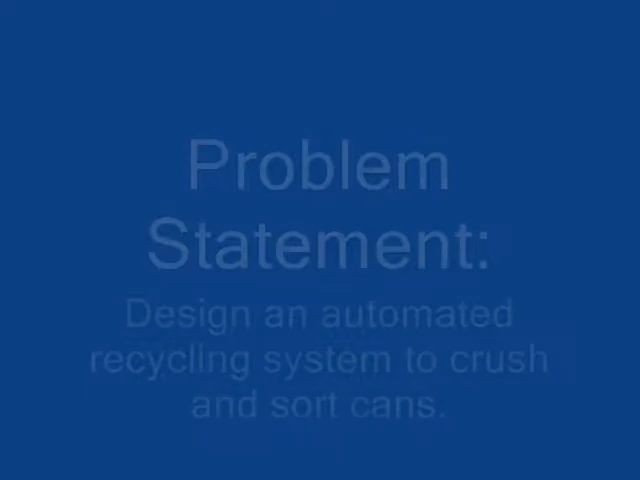 Problem
Statement:
Design an automated
recycling system to crush
and sort cans.